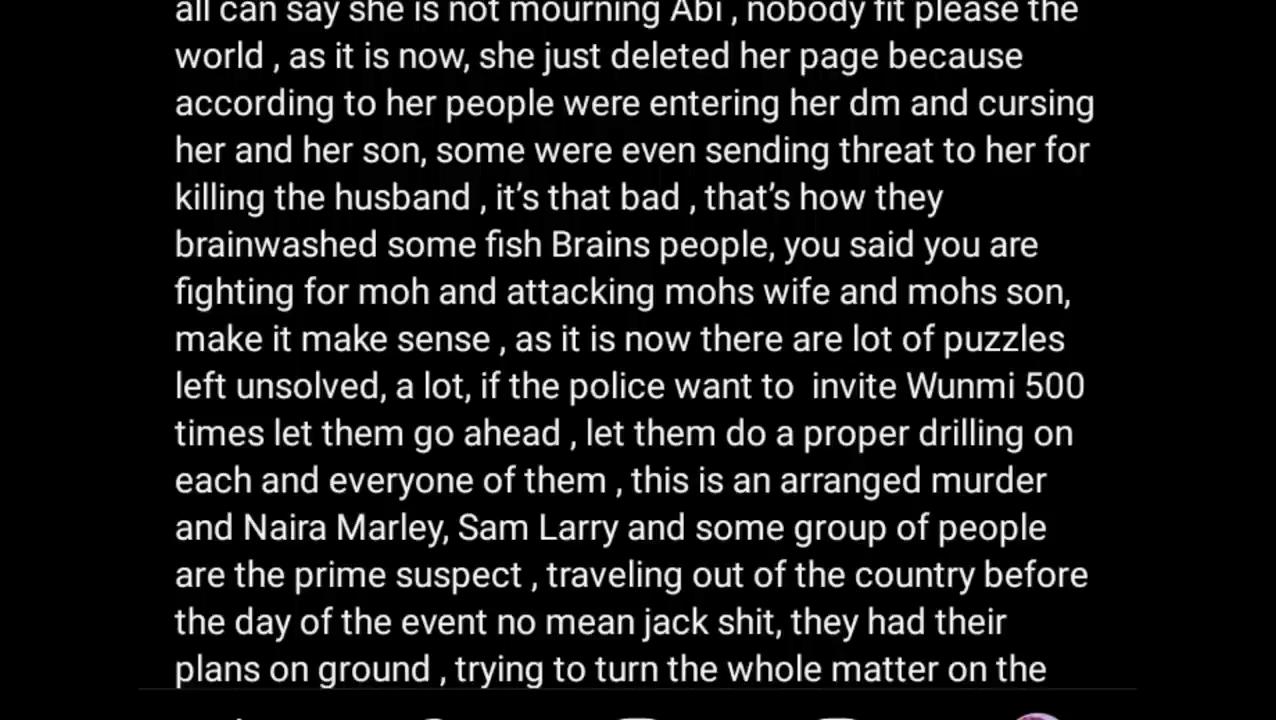 all can say she is not mourning Abi , nobody fit please the
world , as it is now, she just deleted her page because
according to her people were entering her dm and cursing
her and her son, some were even sending threat to her for
killing the husband , it’s that bad , that’s how they
brainwashed some fish Brains people, you said you are
fighting for moh and attacking mohs wife and mohs son,
make it make sense , as it is now there are lot of puzzles
left unsolved, a lot, if the police want to  invite Wunmi 500
times let them go ahead , let them do a proper drilling on
each and everyone of them , this is an arranged murder
and Naira Marley, Sam Larry and some group of people
are the prime suspect , traveling out of the country before
the day of the event no mean jack shit, they had their
plans on ground , trying to turn the whole matter on the